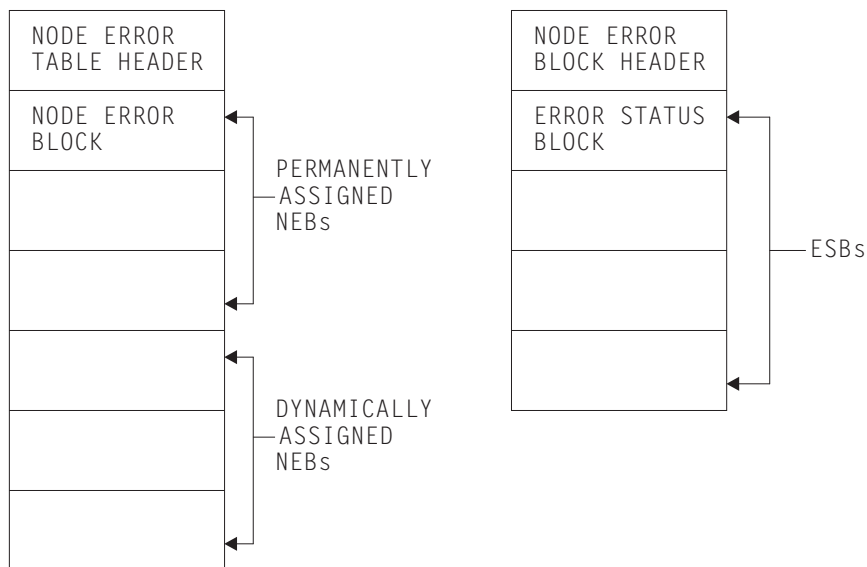 NODE ERROR
TABLE HEADER
NODE ERROR
BLOCK
PERMANENTLY
ASSIGNED
NEBs
DYNAMICALLY
ASSIGNED
NEBs
NODE ERROR
BLOCK HEADER
ERROR STATUS
BLOCK
ESBs